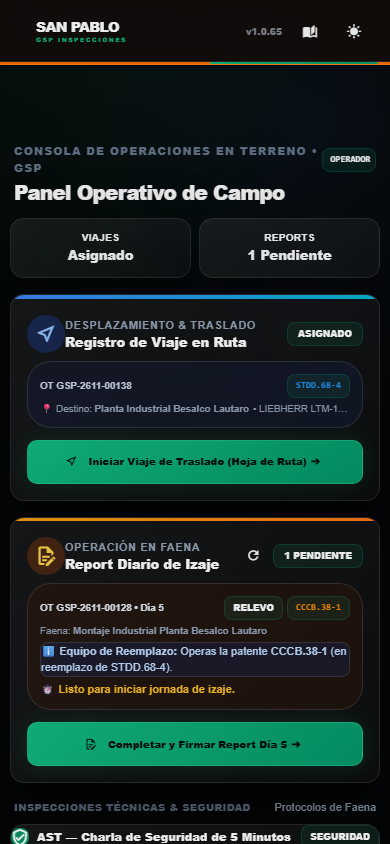 SAN PABLO
GSP INSPECCIONES
v1.0.65
CONSOLA DE OPERACIONES EN TERRENO •
GSP
OPERADOR
Panel Operativo de Campo
VIAJES
Asignado
REPORTS
1 Pendiente
DESPLAZAMIENTO & TRASLADO
Registro de Viaje en Ruta
ASIGNADO
OT GSP-2611-00138
STDD.68-4
📍 Destino: Planta Industrial Besalco Lautaro • LIEBHERR LTM-1...
Iniciar Viaje de Traslado (Hoja de Ruta) ➔
OPERACIÓN EN FAENA
Report Diario de Izaje
1 PENDIENTE
OT GSP-2611-00128 • Día 5
RELEVO
CCCB.38-1
Faena: Montaje Industrial Planta Besalco Lautaro
ℹ️ Equipo de Reemplazo: Operas la patente CCCB.38-1 (en
reemplazo de STDD.68-4).
⏰ Listo para iniciar jornada de izaje.
Completar y Firmar Report Día 5 ➔
INSPECCIONES TÉCNICAS & SEGURIDAD
Protocolos de Faena
AST — Charla de Seguridad de 5 Minutos
SEGURIDAD